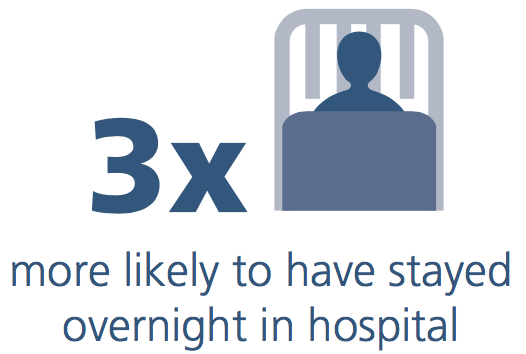 3x
more likely to have stayed
overnight in hospital